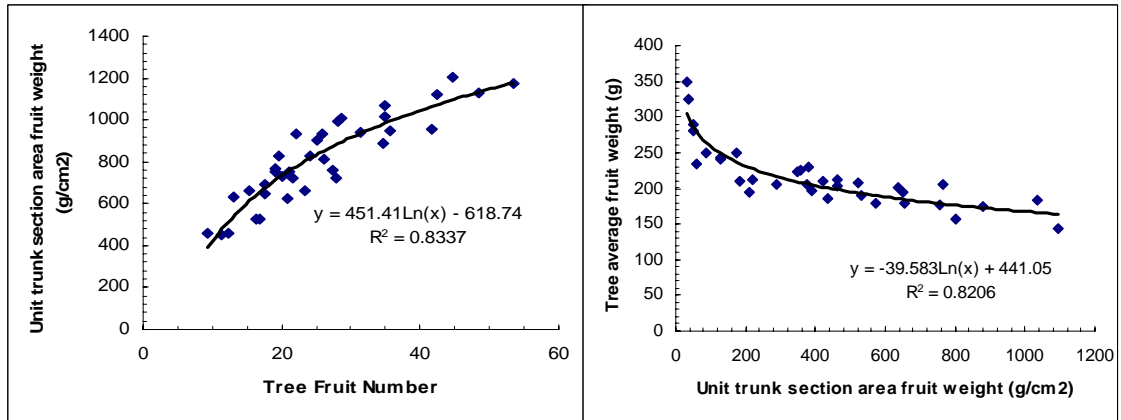 Unit trunk section area fruit weight
(g/cm2)
1400
1200
1000
800
600
400
200
0
y = 451.41Ln(x) - 618.74
R² = 0.8337
0 20 40 60
Tree Fruit Number
Tree average fruit weight (g)
400
350
300
250
200
150
100
50
0
y = -39.583Ln(x) + 441.05
R² = 0.8206
0 200 400 600 800 1000 1200
Unit trunk section area fruit weight (g/cm2)